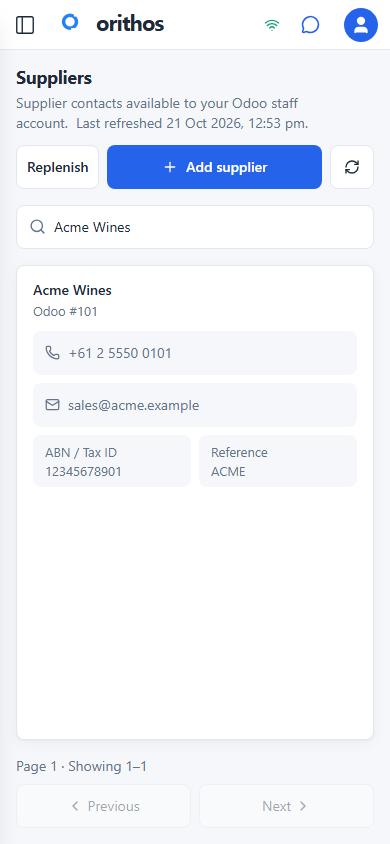 orithos
Suppliers
Supplier contacts available to your Odoo staff
account. Last refreshed 21 Oct 2026, 12:53 pm.
Replenish
Add supplier
Acme Wines
Acme Wines
Odoo #101
+61 2 5550 0101
sales@acme.example
ABN / Tax ID
12345678901
Reference
ACME
Page 1 · Showing 1–1
Previous
Next